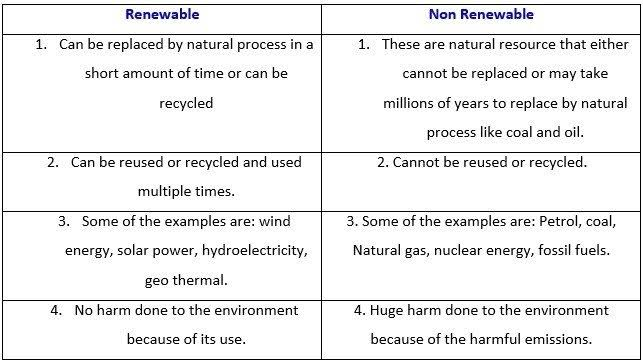 Renewable
Non Renewable
1. Can be replaced by natural process in a
short amount of time or can be
recycled
1. These are natural resource that either
cannot be replaced or may take
millions of years to replace by natural
process like coal and oil.
2. Can be reused or recycled and used
multiple times.
2. Cannot be reused or recycled.
3. Some of the examples are: wind
energy, solar power, hydroelectricity,
geo thermal.
3. Some of the examples are: Petrol, coal,
Natural gas, nuclear energy, fossil fuels.
4. No harm done to the environment
because of its use.
4. Huge harm done to the environment
because of the harmful emissions.